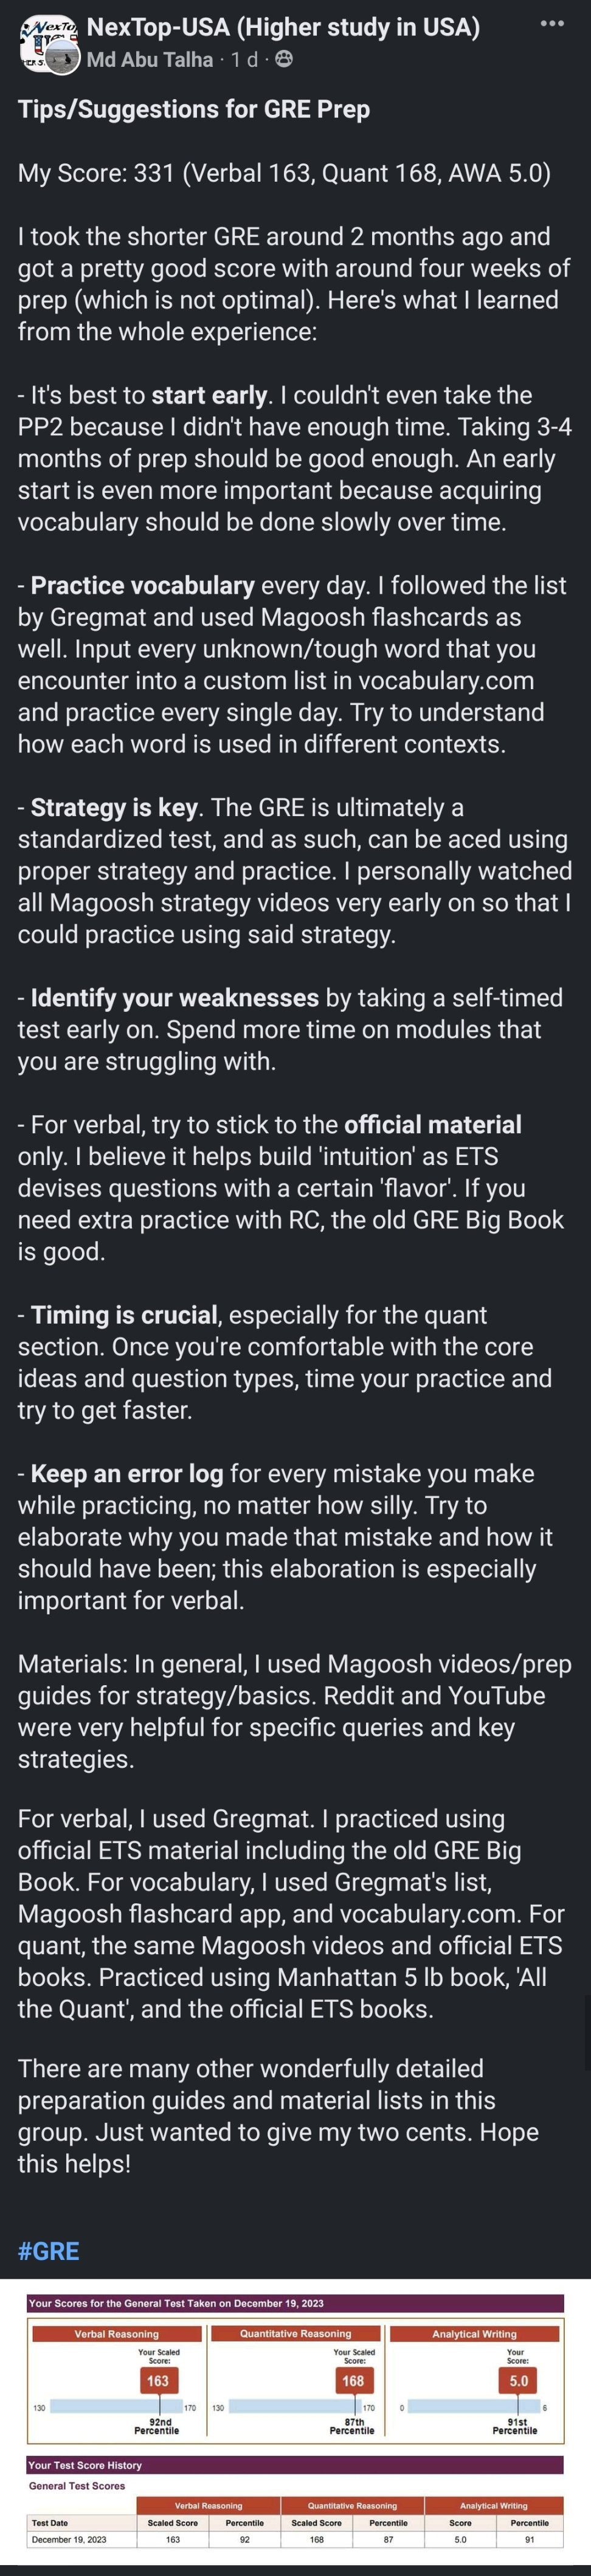 NexTop-USA (Higher study in USA)
Md Abu Talha · 1 d ·
Tips/Suggestions for GRE Prep
My Score: 331 (Verbal 163, Quant 168, AWA 5.0)
I took the shorter GRE around 2 months ago and
got a pretty good score with around four weeks of
prep (which is not optimal). Here's what I learned
from the whole experience:
- It's best to start early. I couldn't even take the
PP2 because I didn't have enough time. Taking 3-4
months of prep should be good enough. An early
start is even more important because acquiring
vocabulary should be done slowly over time.
- Practice vocabulary every day. I followed the list
by Gregmat and used Magoosh flashcards as
well. Input every unknown/tough word that you
encounter into a custom list in vocabulary.com
and practice every single day. Try to understand
how each word is used in different contexts.
- Strategy is key. The GRE is ultimately a
standardized test, and as such, can be aced using
proper strategy and practice. I personally watched
all Magoosh strategy videos very early on so that I
could practice using said strategy.
- Identify your weaknesses by taking a self-timed
test early on. Spend more time on modules that
you are struggling with.
- For verbal, try to stick to the official material
only. I believe it helps build 'intuition' as ETS
devises questions with a certain 'flavor'. If you
need extra practice with RC, the old GRE Big Book
is good.
- Timing is crucial, especially for the quant
section. Once you're comfortable with the core
ideas and question types, time your practice and
try to get faster.
- Keep an error log for every mistake you make
while practicing, no matter how silly. Try to
elaborate why you made that mistake and how it
should have been; this elaboration is especially
important for verbal.
Materials: In general, I used Magoosh videos/prep
guides for strategy/basics. Reddit and YouTube
were very helpful for specific queries and key
strategies.
For verbal, I used Gregmat. I practiced using
official ETS material including the old GRE Big
Book. For vocabulary, I used Gregmat's list,
Magoosh flashcard app, and vocabulary.com. For
quant, the same Magoosh videos and official ETS
books. Practiced using Manhattan 5 lb book, 'All
the Quant', and the official ETS books.
There are many other wonderfully detailed
preparation guides and material lists in this
group. Just wanted to give my two cents. Hope
this helps!
#GRE
Your Scores for the General Test Taken on December 19, 2023
Verbal Reasoning Quantitative Reasoning Analytical Writing
Your Scaled Your Scaled Your
Score: Score: Score:
163 168 5.0
130 170 130 170 0 6
92nd 87th 91st
Percentile Percentile Percentile
Your Test Score History
General Test Scores
Verbal Reasoning Quantitative Reasoning Analytical Writing
Test Date Scaled Score Percentile Scaled Score Percentile Score Percentile
December 19, 2023 163 92 168 87 5.0 91